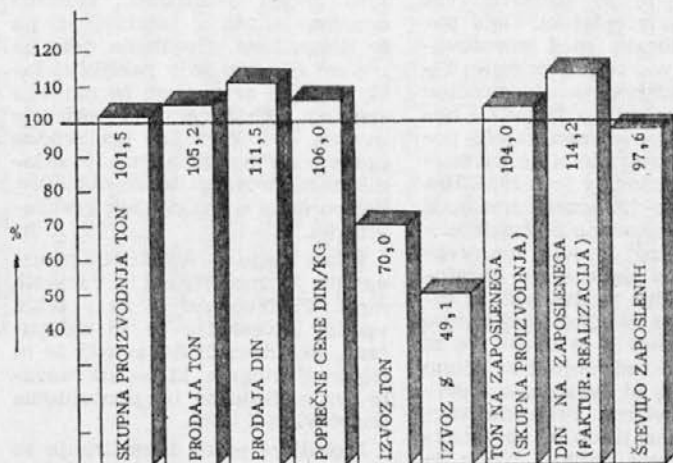 120
110
100
90
80
70
60
50
40
%
SKUPNA PROIZVODNJA TON 101,5
PRODAJA TON 105,2
PRODAJA DIN 111,5
POPREČNE CENE DIN/KG 106,0
IZVOZ TON 70,0
IZVOZ $ 49,1
TON NA ZAPOSLENEGA 104,0
(SKUPNA PROIZVODNJA)
DIN NA ZAPOSLENEGA 114,2
(FAKTUR. REALIZACIJA)
ŠTEVILO ZAPOSLENIH 97,6